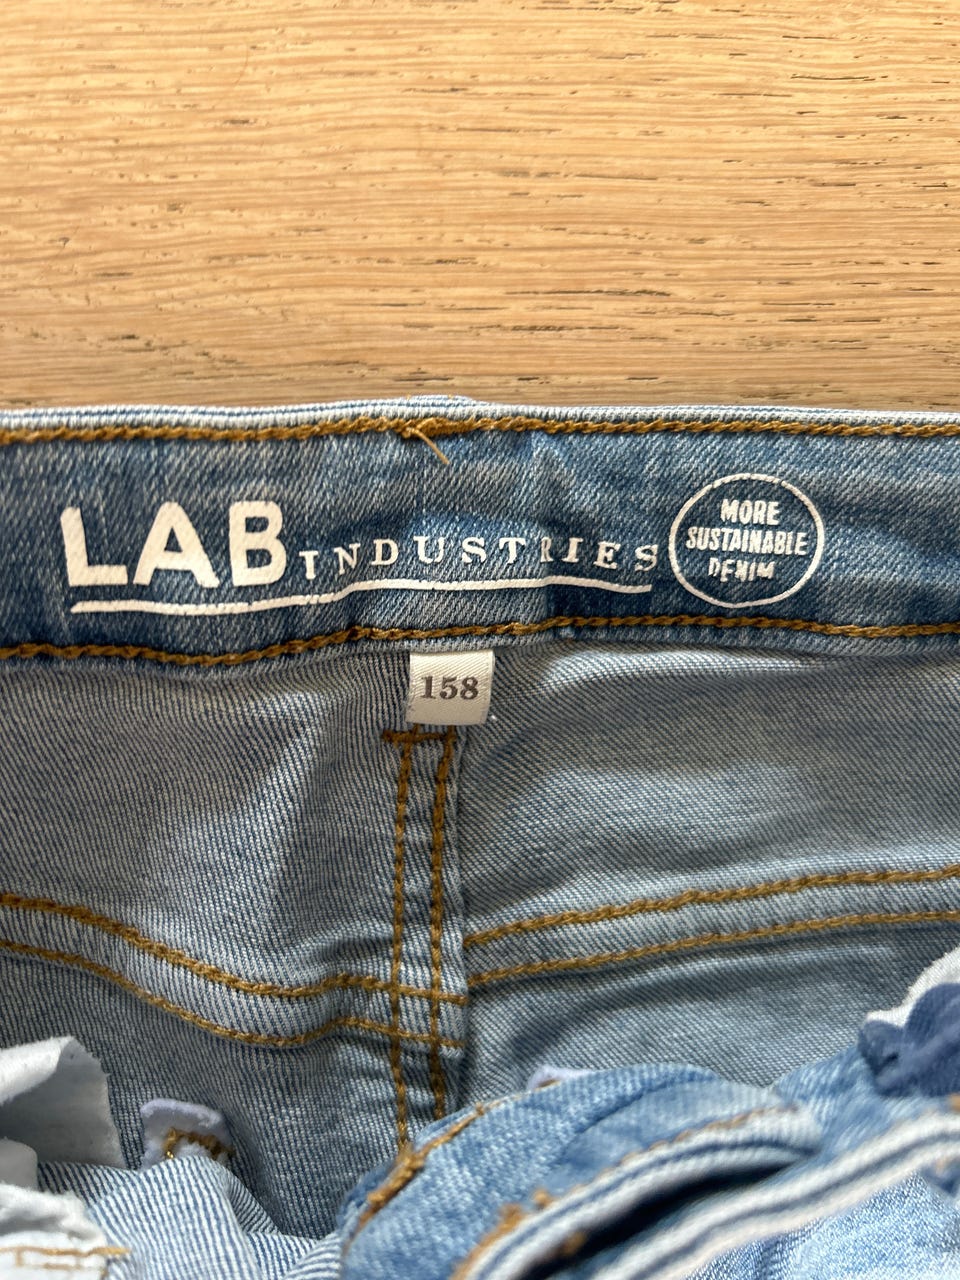 LAB INDUSTRIES
MORE
SUSTAINABLE
DENIM
158